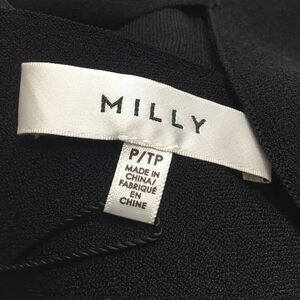 MILLY
P/TP
MADE IN
CHINA/
FABRIQUÉ
EN
CHINE